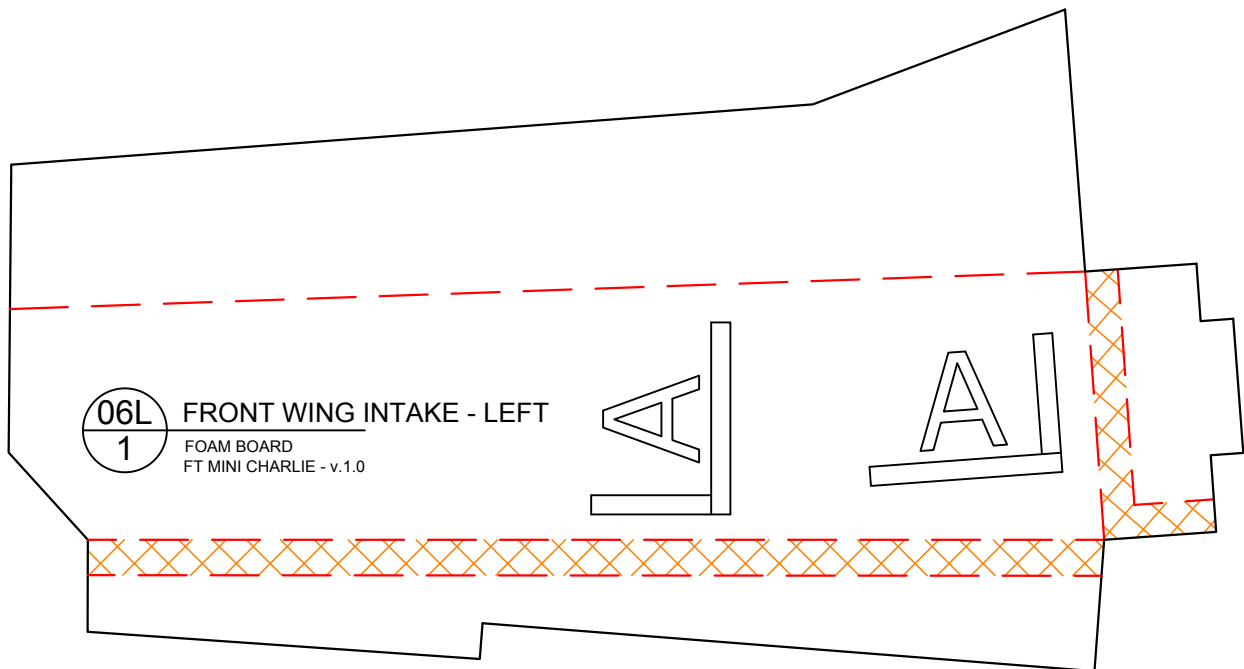 06L
1
FRONT WING INTAKE - LEFT
FOAM BOARD
FT MINI CHARLIE - v.1.0
A
A